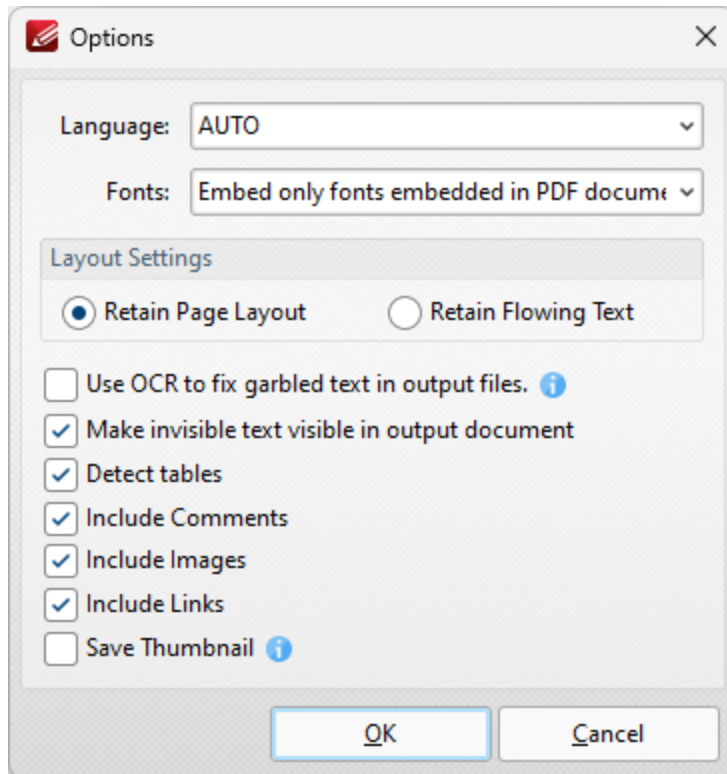 Options
Language: AUTO
Fonts: Embed only fonts embedded in PDF docume
Layout Settings
Retain Page Layout Retain Flowing Text
Use OCR to fix garbled text in output files.
Make invisible text visible in output document
Detect tables
Include Comments
Include Images
Include Links
Save Thumbnail
OK Cancel